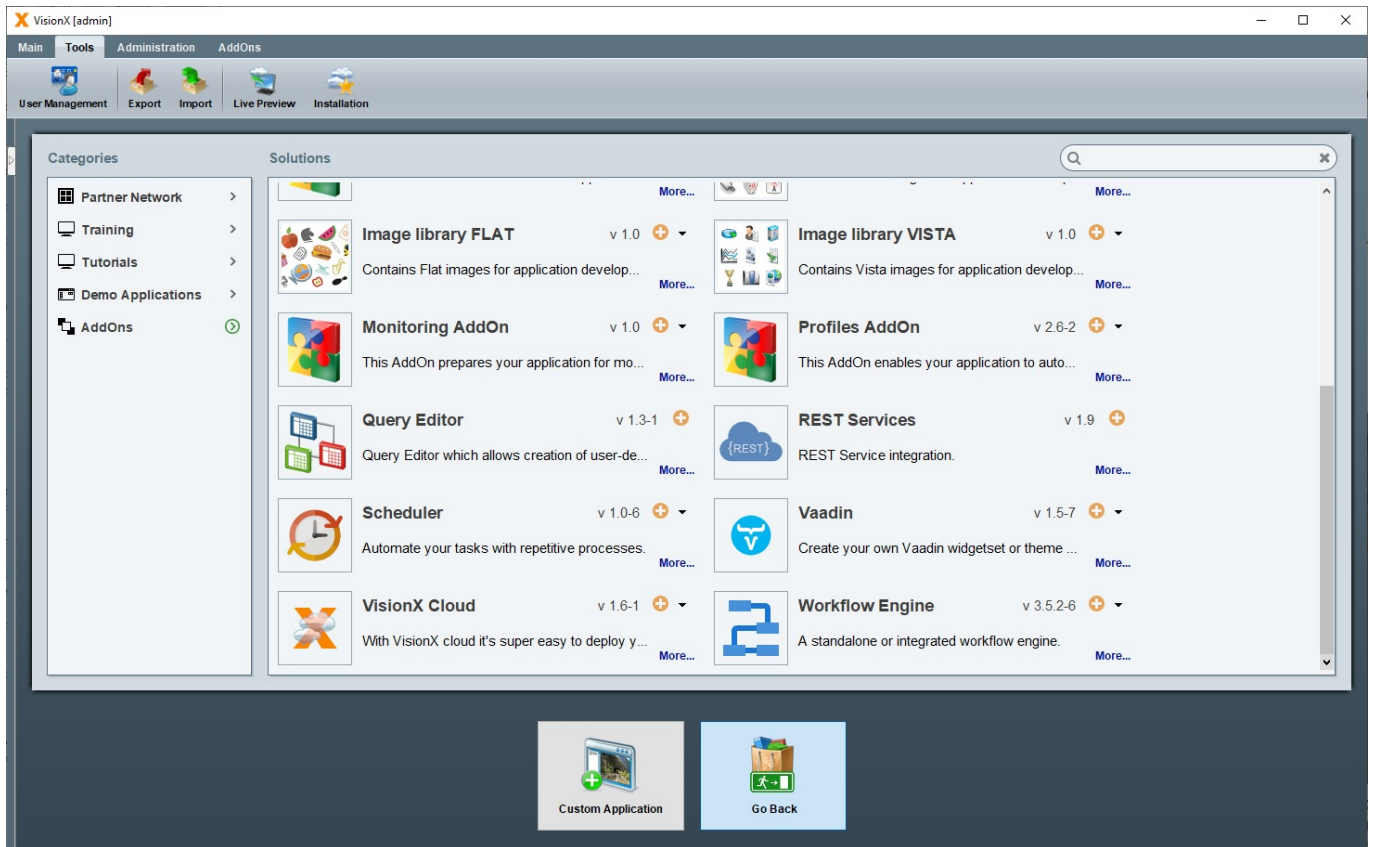 VisionX [admin]
Main Tools Administration AddOns
User Management Export Import Live Preview Installation
Categories
Partner Network
Training
Tutorials
Demo Applications
AddOns
Solutions
More...
More...
Image library FLAT v 1.0
Contains Flat images for application develop...
More...
Image library VISTA v 1.0
Contains Vista images for application develop...
More...
Monitoring AddOn v 1.0
This AddOn prepares your application for mo...
More...
Profiles AddOn v 2.6-2
This AddOn enables your application to auto...
More...
Query Editor v 1.3-1
Query Editor which allows creation of user-de...
More...
{REST}
REST Services v 1.9
REST Service integration.
More...
Scheduler v 1.0-6
Automate your tasks with repetitive processes.
More...
Vaadin v 1.5-7
Create your own Vaadin widgetset or theme ...
More...
VisionX Cloud v 1.6-1
With VisionX cloud it's super easy to deploy y...
More...
Workflow Engine v 3.5.2-6
A standalone or integrated workflow engine.
More...
Custom Application
Go Back